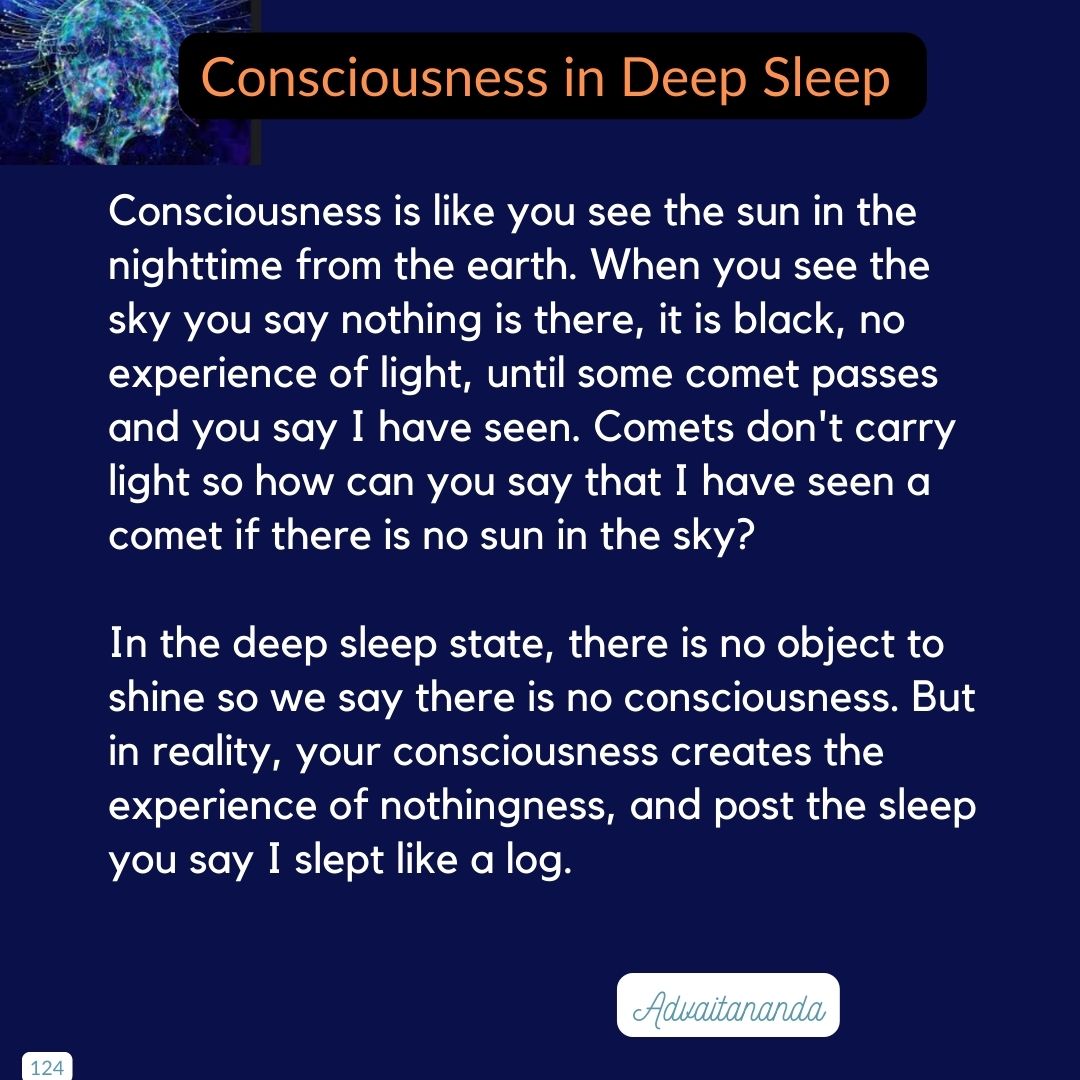 Consciousness in Deep Sleep
Consciousness is like you see the sun in the
nighttime from the earth. When you see the
sky you say nothing is there, it is black, no
experience of light, until some comet passes
and you say I have seen. Comets don't carry
light so how can you say that I have seen a
comet if there is no sun in the sky?
In the deep sleep state, there is no object to
shine so we say there is no consciousness. But
in reality, your consciousness creates the
experience of nothingness, and post the sleep
you say I slept like a log.
Advaitananda
124